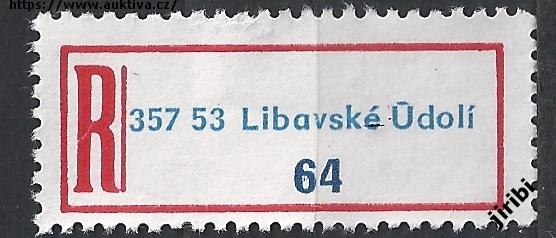 https://www.auktiva.cz/
R
357 53 Libavské Údolí
64
jiribi